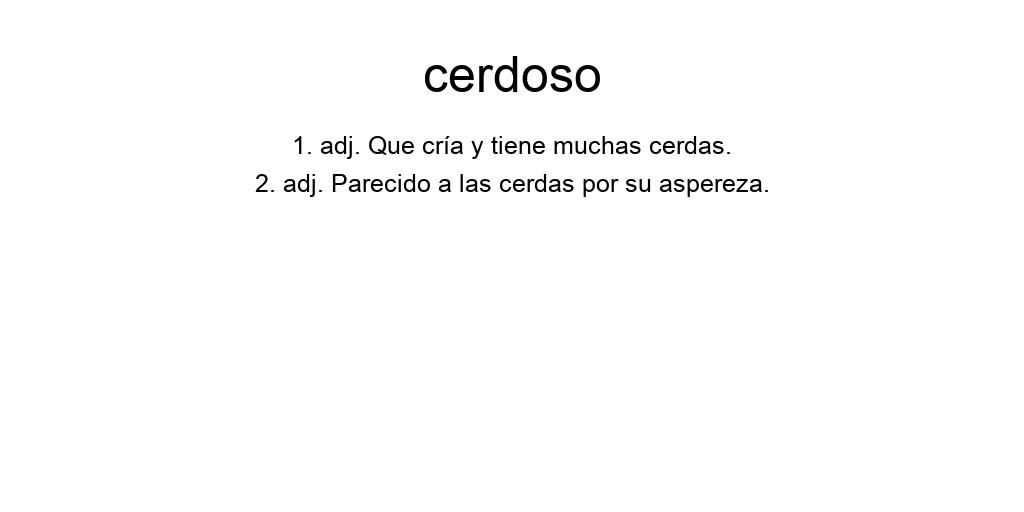 cerdoso
1. adj. Que cría y tiene muchas cerdas.
2. adj. Parecido a las cerdas por su aspereza.